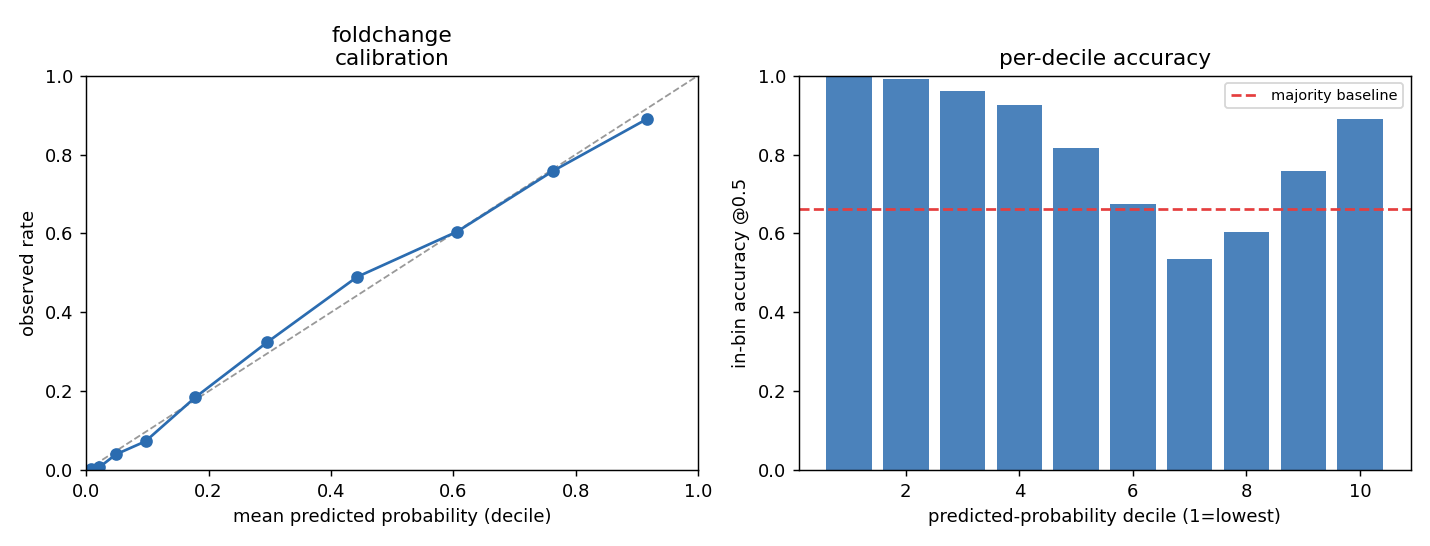 foldchange
calibration
observed rate
1.0
0.8
0.6
0.4
0.2
0.0
0.0 0.2 0.4 0.6 0.8 1.0
mean predicted probability (decile)
per-decile accuracy
majority baseline
in-bin accuracy @0.5
1.0
0.8
0.6
0.4
0.2
0.0
2 4 6 8 10
predicted-probability decile (1=lowest)